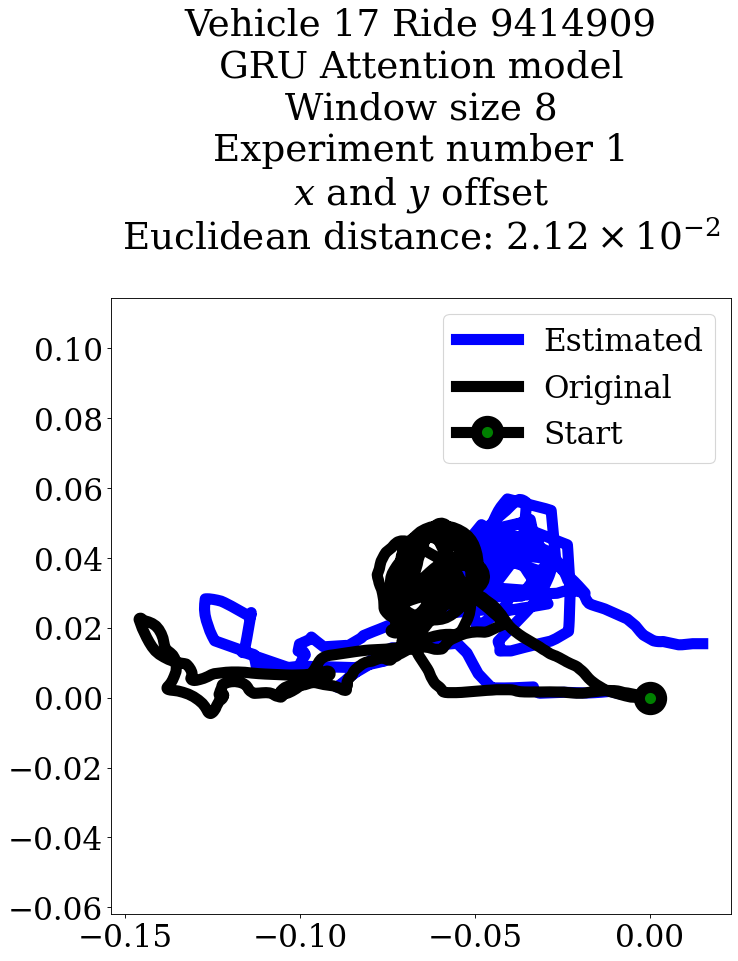 Vehicle 17 Ride 9414909
GRU Attention model
Window size 8
Experiment number 1
x and y offset
Euclidean distance: 2.12 × 10⁻²
Estimated
Original
Start
0.10
0.08
0.06
0.04
0.02
0.00
−0.02
−0.04
−0.06
−0.15
−0.10
−0.05
0.00